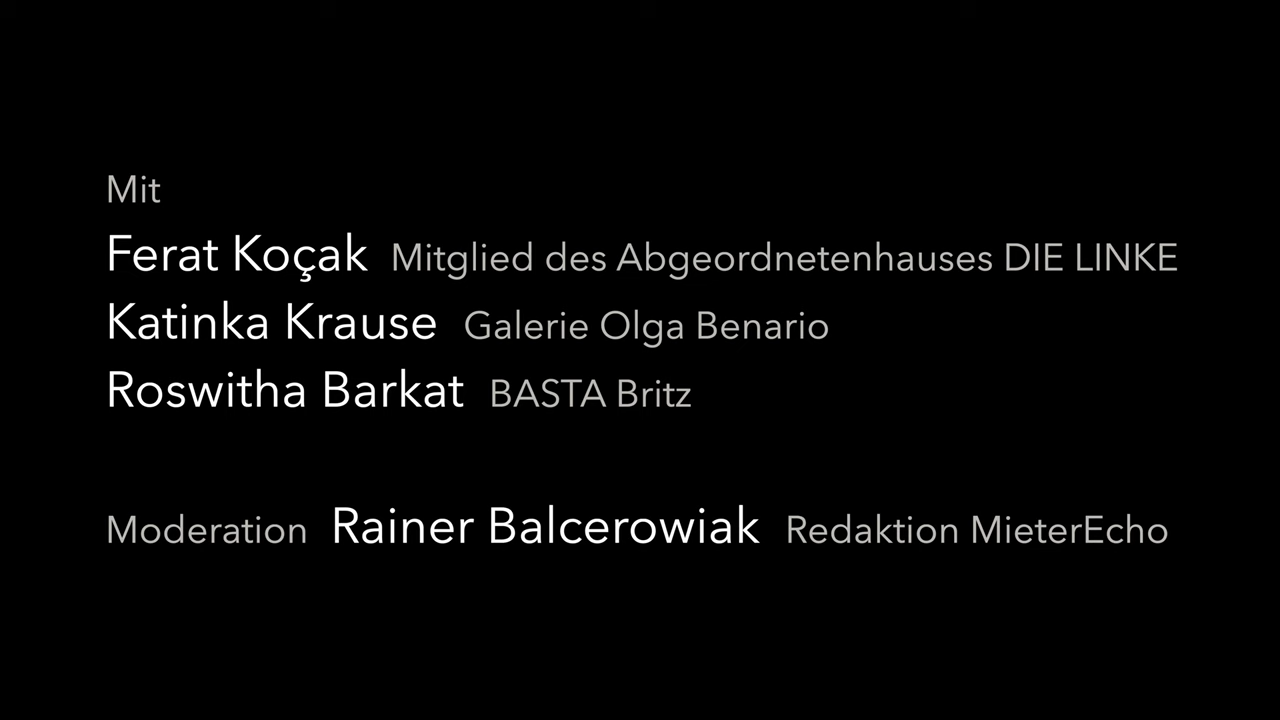 Mit
Ferat Koçak Mitglied des Abgeordnetenhauses DIE LINKE
Katinka Krause Galerie Olga Benario
Roswitha Barkat BASTA Britz
Moderation Rainer Balcerowiak Redaktion MieterEcho